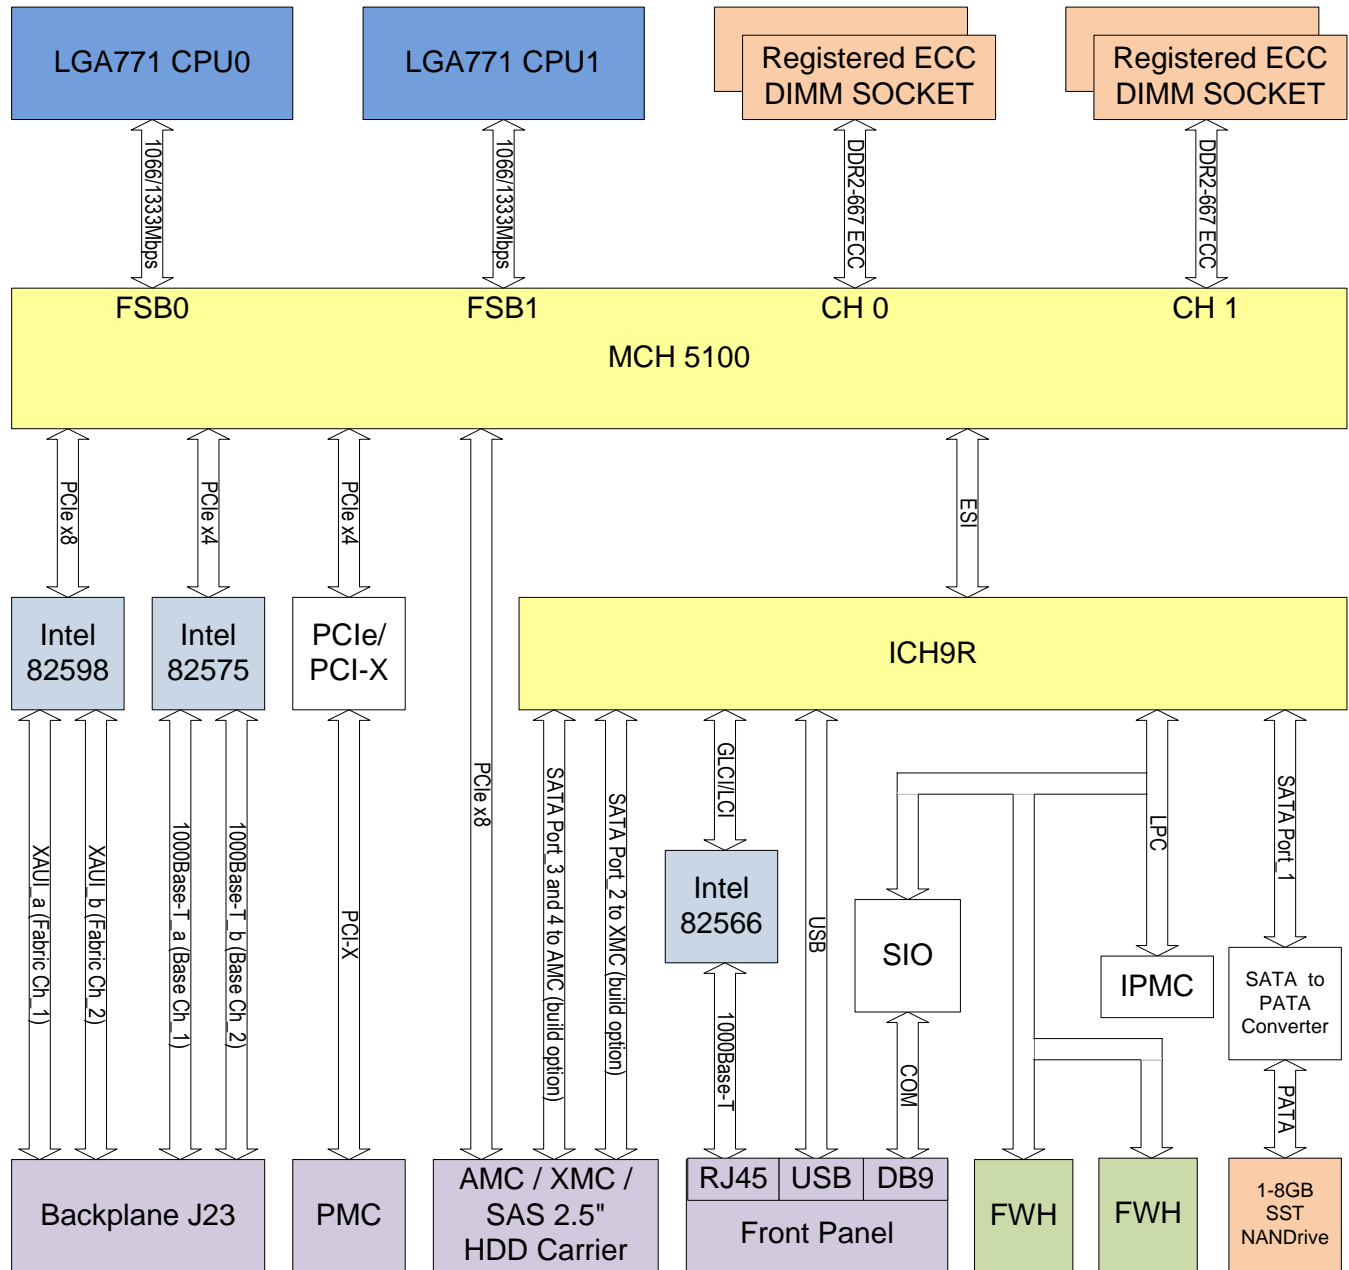 LGA771 CPU0
LGA771 CPU1
Registered ECC
DIMM SOCKET
Registered ECC
DIMM SOCKET
1066/1333Mbps
1066/1333Mbps
DDR2-667 ECC
DDR2-667 ECC
FSB0
FSB1
CH 0
CH 1
MCH 5100
PCIe x8
PCIe x4
PCIe x4
PCIe x8
ESI
Intel
82598
Intel
82575
PCIe/
PCI-X
ICH9R
XAUI_a (Fabric Ch_1)
XAUI_b (Fabric Ch_2)
1000Base-T_a (Base Ch_1)
1000Base-T_b (Base Ch_2)
PCI-X
SATA Port_3 and 4 to AMC (build option)
SATA Port_2 to XMC (build option)
GLCI/LCI
USB
LPC
SATA Port_1
Intel
82566
SIO
IPMC
SATA to
PATA
Converter
1000Base-T
COM
PATA
Backplane J23
PMC
AMC / XMC /
SAS 2.5"
HDD Carrier
RJ45
USB
DB9
Front Panel
FWH
FWH
1-8GB
SST
NANDrive